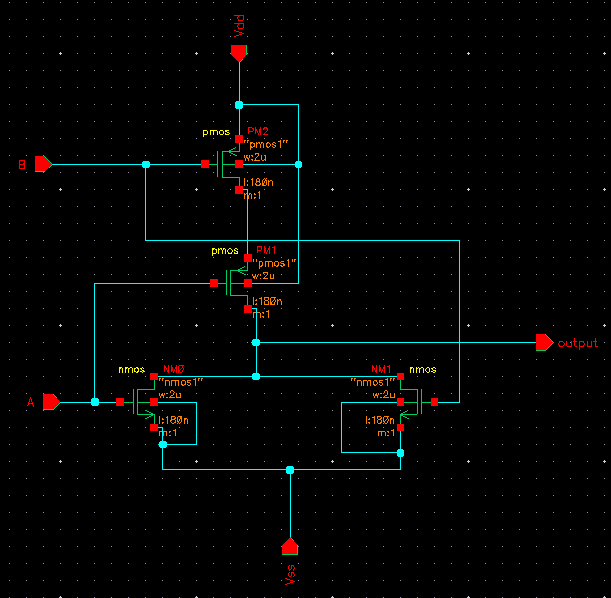 Vdd
pmos PM2
"pmos1"
w:2u
B
l:180n
m:1
pmos PM1
"pmos1"
w:2u
l:180n
m:1
output
nmos NM0
"nmos1"
w:2u
A
l:180n
m:1
NM1 nmos
"nmos1"
w:2u
l:180n
m:1
Vss